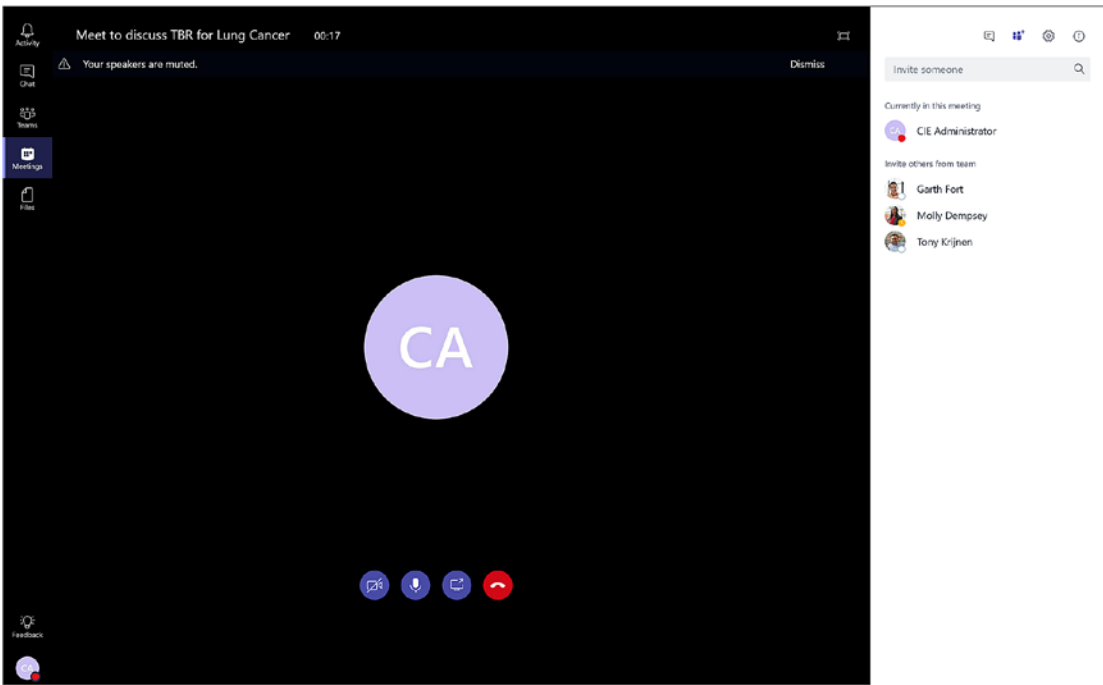 Activity
Chat
Teams
Meetings
Files
Feedback
CA
Meet to discuss TBR for Lung Cancer 00:17
Your speakers are muted. Dismiss
CA
Invite someone
Currently in this meeting
CA CIE Administrator
Invite others from team
Garth Fort
Molly Dempsey
Tony Krijnen